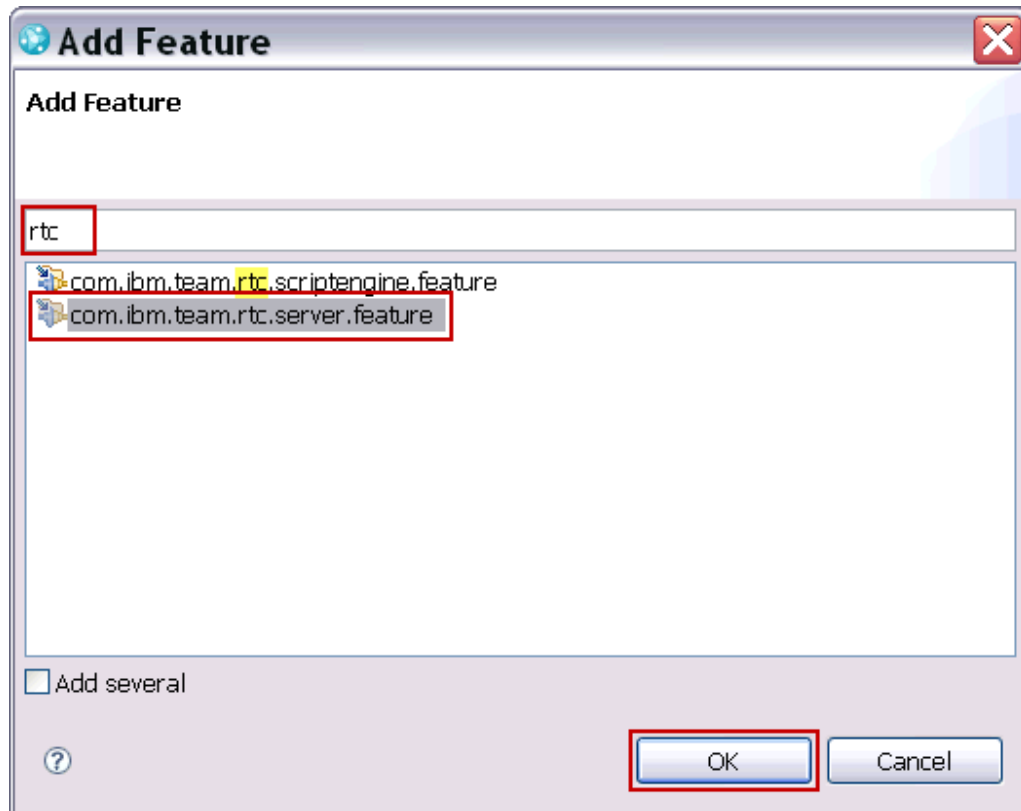 Add Feature
Add Feature
rtc
com.ibm.team.rtc.scriptengine.feature
com.ibm.team.rtc.server.feature
Add several
?
OK
Cancel